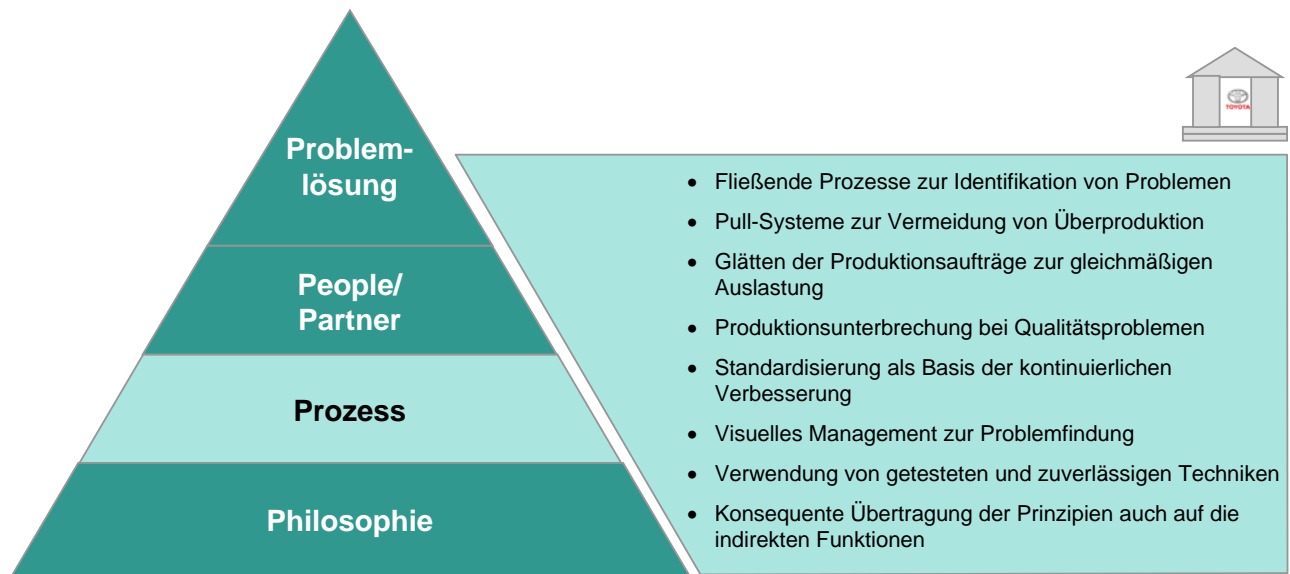 Problem-
lösung
People/
Partner
Prozess
Philosophie
TOYOTA
• Fließende Prozesse zur Identifikation von Problemen
• Pull-Systeme zur Vermeidung von Überproduktion
• Glätten der Produktionsaufträge zur gleichmäßigen
Auslastung
• Produktionsunterbrechung bei Qualitätsproblemen
• Standardisierung als Basis der kontinuierlichen
Verbesserung
• Visuelles Management zur Problemfindung
• Verwendung von getesteten und zuverlässigen Techniken
• Konsequente Übertragung der Prinzipien auch auf die
indirekten Funktionen